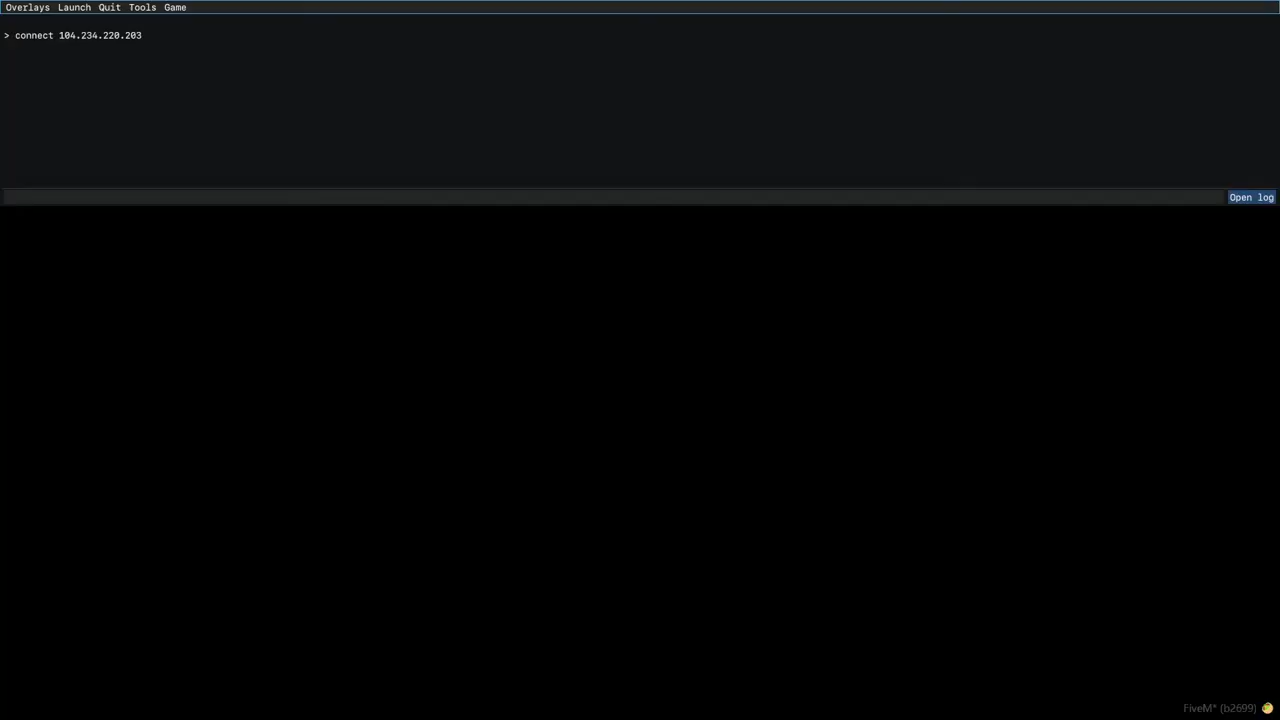 Overlays Launch Quit Tools Game
> connect 104.234.220.203
Open log
FiveM* (b2699)